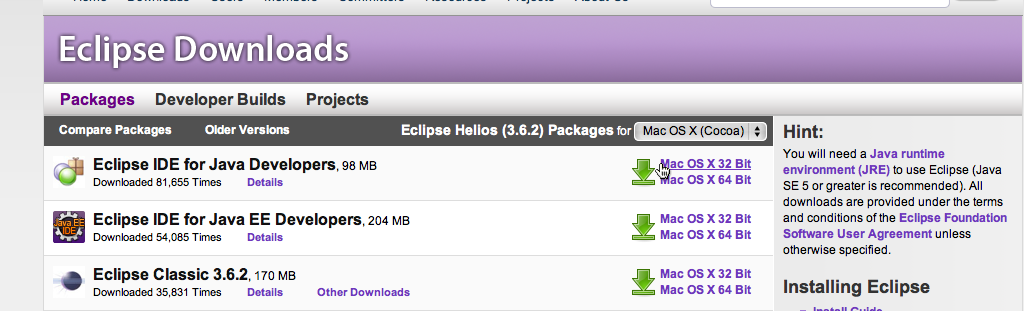 Eclipse Downloads
Packages Developer Builds Projects
Compare Packages Older Versions Eclipse Helios (3.6.2) Packages for Mac OS X (Cocoa)
Eclipse IDE for Java Developers, 98 MB
Downloaded 81,655 Times Details
Mac OS X 32 Bit
Mac OS X 64 Bit
Java EE
IDE
Eclipse IDE for Java EE Developers, 204 MB
Downloaded 54,085 Times Details
Mac OS X 32 Bit
Mac OS X 64 Bit
Eclipse Classic 3.6.2, 170 MB
Downloaded 35,831 Times Details Other Downloads
Mac OS X 32 Bit
Mac OS X 64 Bit
Hint:
You will need a Java runtime
environment (JRE) to use Eclipse (Java
SE 5 or greater is recommended). All
downloads are provided under the terms
and conditions of the Eclipse Foundation
Software User Agreement unless
otherwise specified.
Installing Eclipse
Install Guide